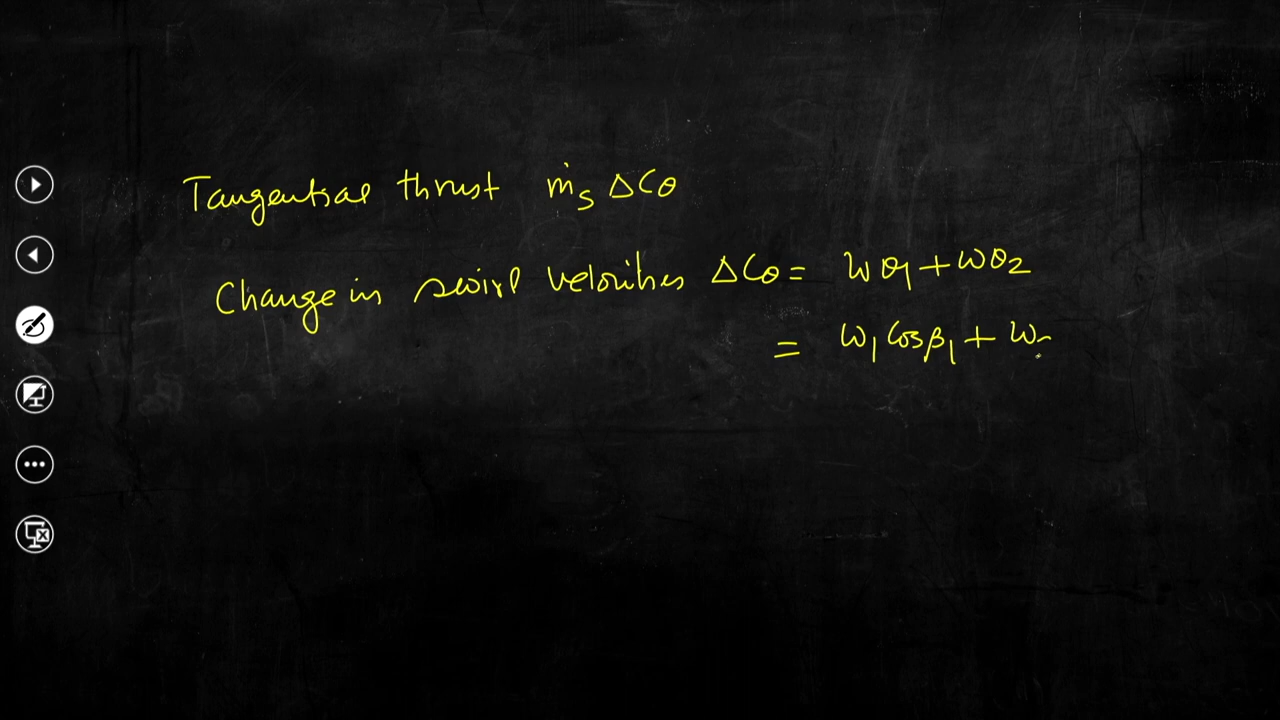 Tangential thrust ṁs ΔCθ
Change in swirl velocities ΔCθ = wθ1 + wθ2
= w1 cosβ1 + w